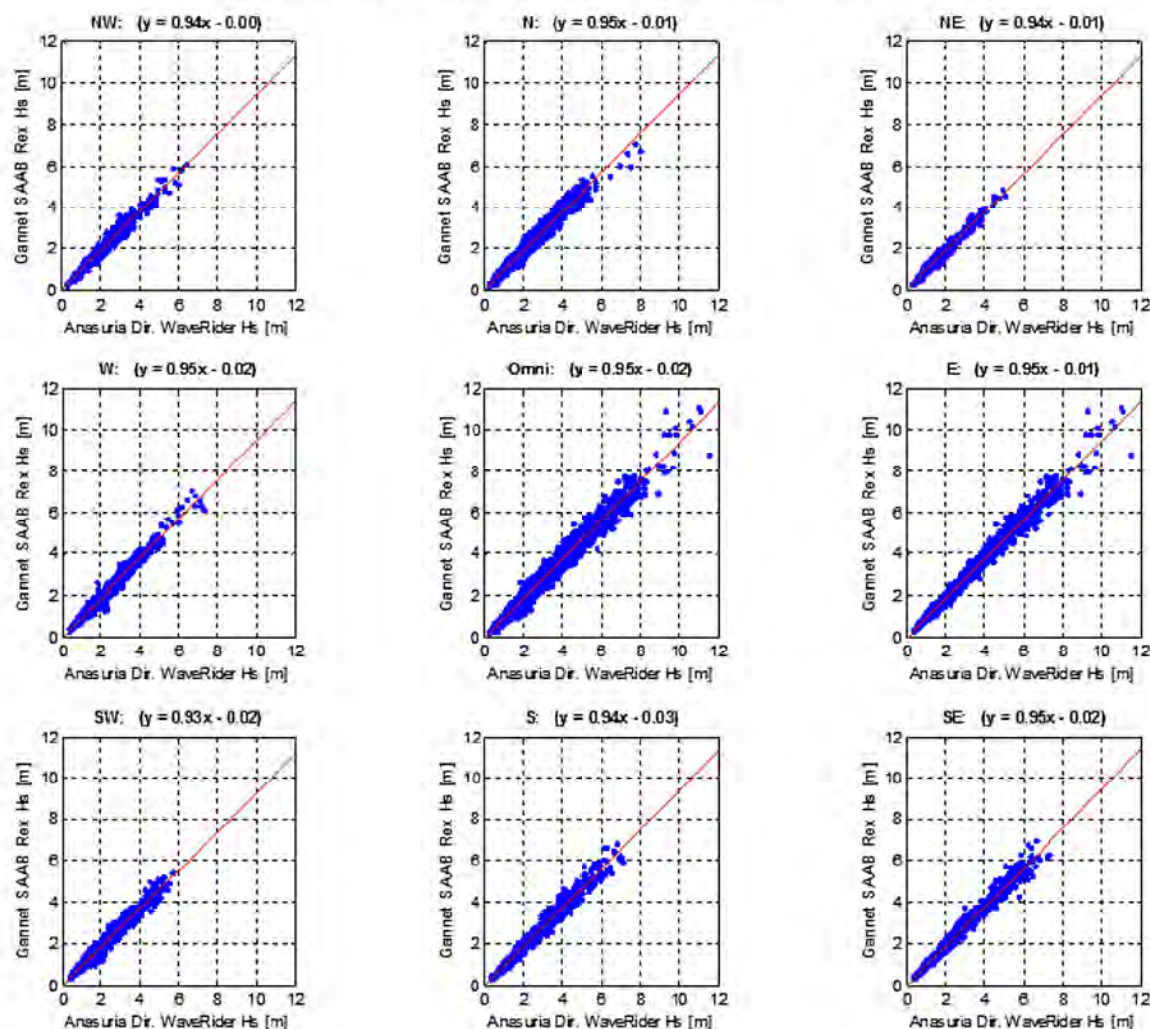 NW: (y = 0.94x - 0.00)
N: (y = 0.95x - 0.01)
NE: (y = 0.94x - 0.01)
Gannet SAAB Rex Hs [m]
12
10
8
6
4
2
0
0 2 4 6 8 10 12
Anasuria Dir. WaveRider Hs [m]
Gannet SAAB Rex Hs [m]
12
10
8
6
4
2
0
0 2 4 6 8 10 12
Anasuria Dir. WaveRider Hs [m]
Gannet SAAB Rex Hs [m]
12
10
8
6
4
2
0
0 2 4 6 8 10 12
Anasuria Dir. WaveRider Hs [m]
W: (y = 0.95x - 0.02)
Omni: (y = 0.95x - 0.02)
E: (y = 0.95x - 0.01)
Gannet SAAB Rex Hs [m]
12
10
8
6
4
2
0
0 2 4 6 8 10 12
Anasuria Dir. WaveRider Hs [m]
Gannet SAAB Rex Hs [m]
12
10
8
6
4
2
0
0 2 4 6 8 10 12
Anasuria Dir. WaveRider Hs [m]
Gannet SAAB Rex Hs [m]
12
10
8
6
4
2
0
0 2 4 6 8 10 12
Anasuria Dir. WaveRider Hs [m]
SW: (y = 0.93x - 0.02)
S: (y = 0.94x - 0.03)
SE: (y = 0.95x - 0.02)
Gannet SAAB Rex Hs [m]
12
10
8
6
4
2
0
0 2 4 6 8 10 12
Anasuria Dir. WaveRider Hs [m]
Gannet SAAB Rex Hs [m]
12
10
8
6
4
2
0
0 2 4 6 8 10 12
Anasuria Dir. WaveRider Hs [m]
Gannet SAAB Rex Hs [m]
12
10
8
6
4
2
0
0 2 4 6 8 10 12
Anasuria Dir. WaveRider Hs [m]